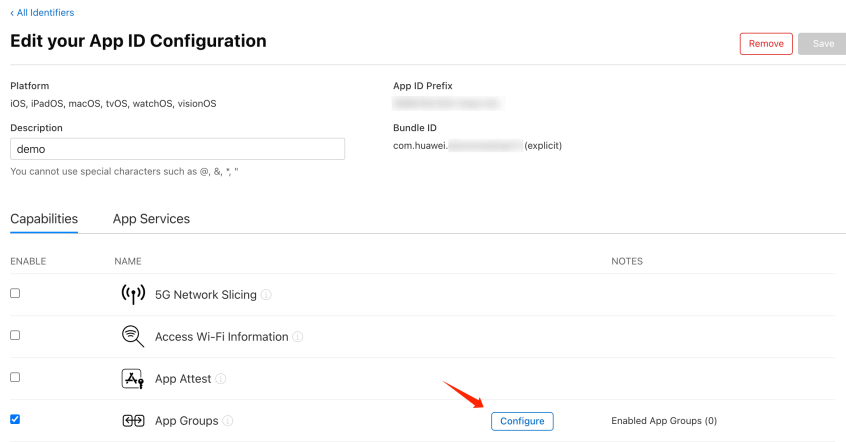 ‹ All Identifiers
Edit your App ID Configuration
Remove
Save
Platform
iOS, iPadOS, macOS, tvOS, watchOS, visionOS
App ID Prefix
Description
demo
You cannot use special characters such as @, &, *, "
Bundle ID
com.huawei. (explicit)
Capabilities
App Services
ENABLE NAME NOTES
5G Network Slicing
Access Wi-Fi Information
App Attest
App Groups Configure Enabled App Groups (0)